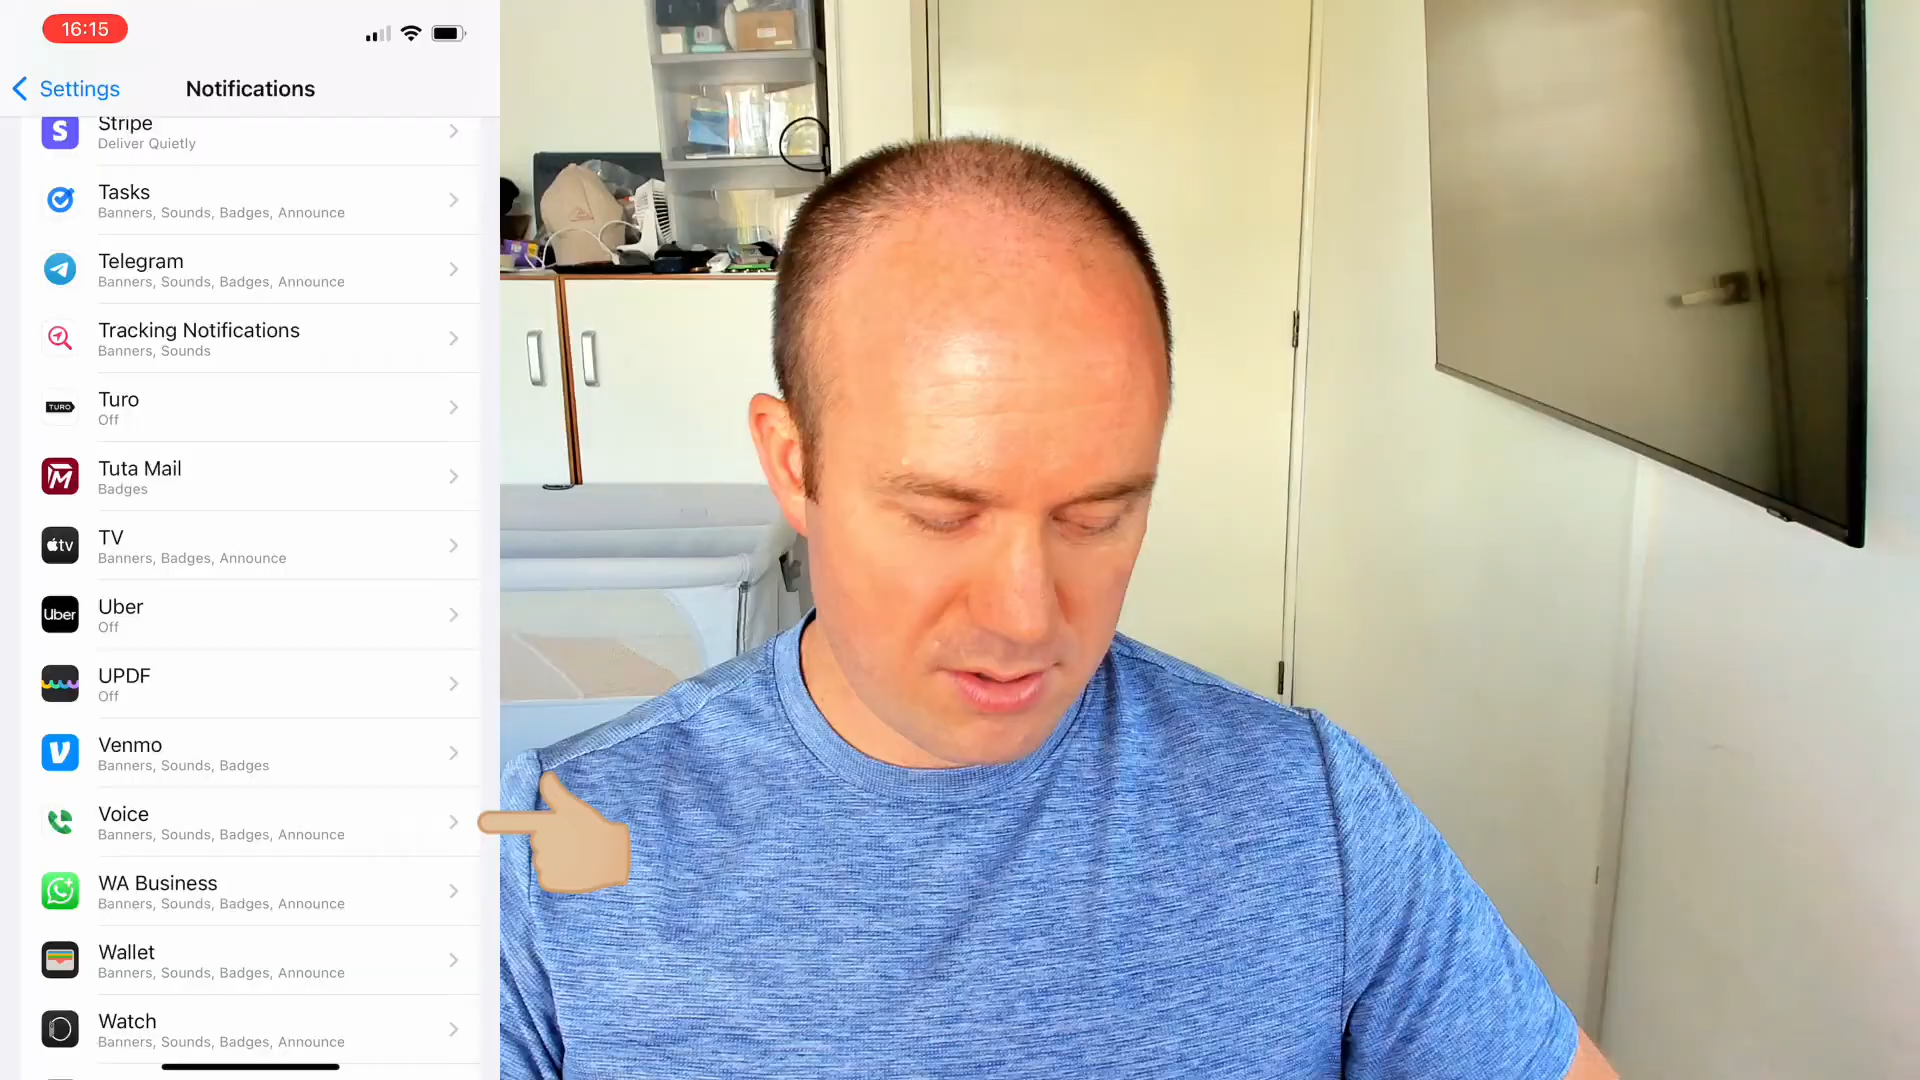 16:15
Settings
Notifications
S
Stripe
Deliver Quietly
Tasks
Banners, Sounds, Badges, Announce
Telegram
Banners, Sounds, Badges, Announce
Tracking Notifications
Banners, Sounds
TURO
Turo
Off
Tuta Mail
Badges
tv
TV
Banners, Badges, Announce
Uber
Uber
Off
UPDF
Off
V
Venmo
Banners, Sounds, Badges
Voice
Banners, Sounds, Badges, Announce
WA Business
Banners, Sounds, Badges, Announce
Wallet
Banners, Sounds, Badges, Announce
Watch
Banners, Sounds, Badges, Announce